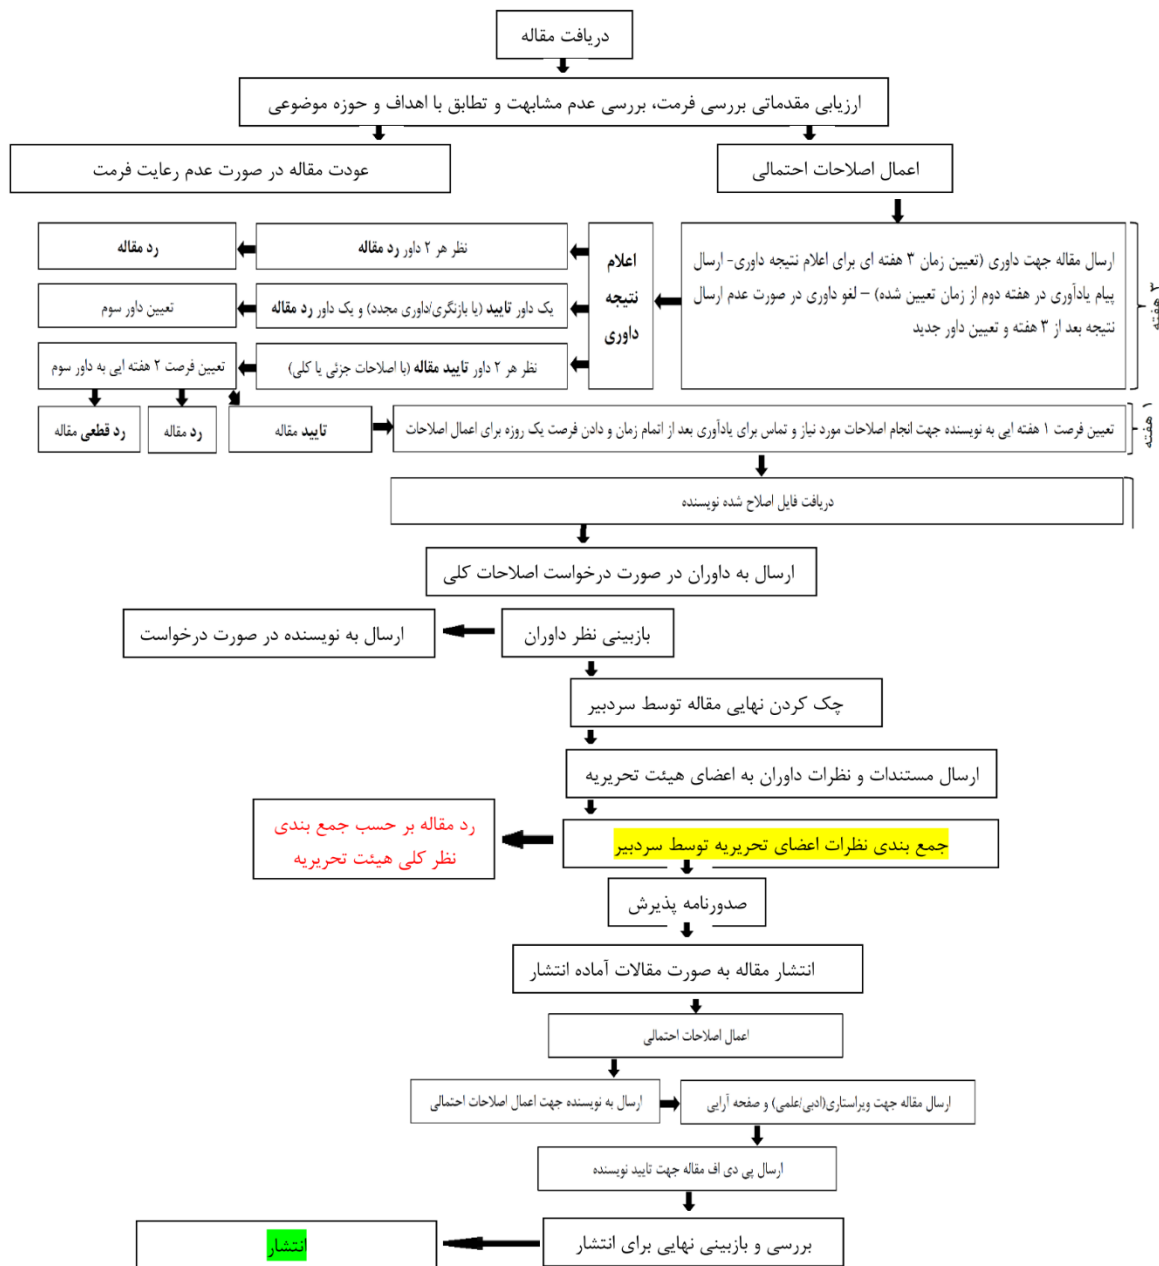 دریافت مقاله
ارزیابی مقدماتی بررسی فرمت، بررسی عدم مشابهت و تطابق با اهداف و حوزه موضوعی
اعمال اصلاحات احتمالی
عودت مقاله در صورت عدم رعایت فرمت
۳ هفته
ارسال مقاله جهت داوری (تعیین زمان ۳ هفته ای برای اعلام نتیجه داوری- ارسال
پیام یادآوری در هفته دوم از زمان تعیین شده) – لغو داوری در صورت عدم ارسال
نتیجه بعد از ۳ هفته و تعیین داور جدید
اعلام
نتیجه
داوری
نظر هر ۲ داور رد مقاله
رد مقاله
یک داور تایید (یا بازنگری/داوری مجدد) و یک داور رد مقاله
تعیین داور سوم
نظر هر ۲ داور تایید مقاله (با اصلاحات جزئی یا کلی)
تعیین فرصت ۲ هفته ایی به داور سوم
۱ هفته
تعیین فرصت ۱ هفته ایی به نویسنده جهت انجام اصلاحات مورد نیاز و تماس برای یادآوری بعد از اتمام زمان و دادن فرصت یک روزه برای اعمال اصلاحات
تایید مقاله
رد مقاله
رد قطعی مقاله
دریافت فایل اصلاح شده نویسنده
ارسال به داوران در صورت درخواست اصلاحات کلی
بازبینی نظر داوران
ارسال به نویسنده در صورت درخواست
چک کردن نهایی مقاله توسط سردبیر
ارسال مستندات و نظرات داوران به اعضای هیئت تحریریه
جمع بندی نظرات اعضای تحریریه توسط سردبیر
رد مقاله بر حسب جمع بندی
نظر کلی هیئت تحریریه
صدورنامه پذیرش
انتشار مقاله به صورت مقالات آماده انتشار
اعمال اصلاحات احتمالی
ارسال مقاله جهت ویراستاری(ادبی/علمی) و صفحه آرایی
ارسال به نویسنده جهت اعمال اصلاحات احتمالی
ارسال پی دی اف مقاله جهت تایید نویسنده
بررسی و بازبینی نهایی برای انتشار
انتشار